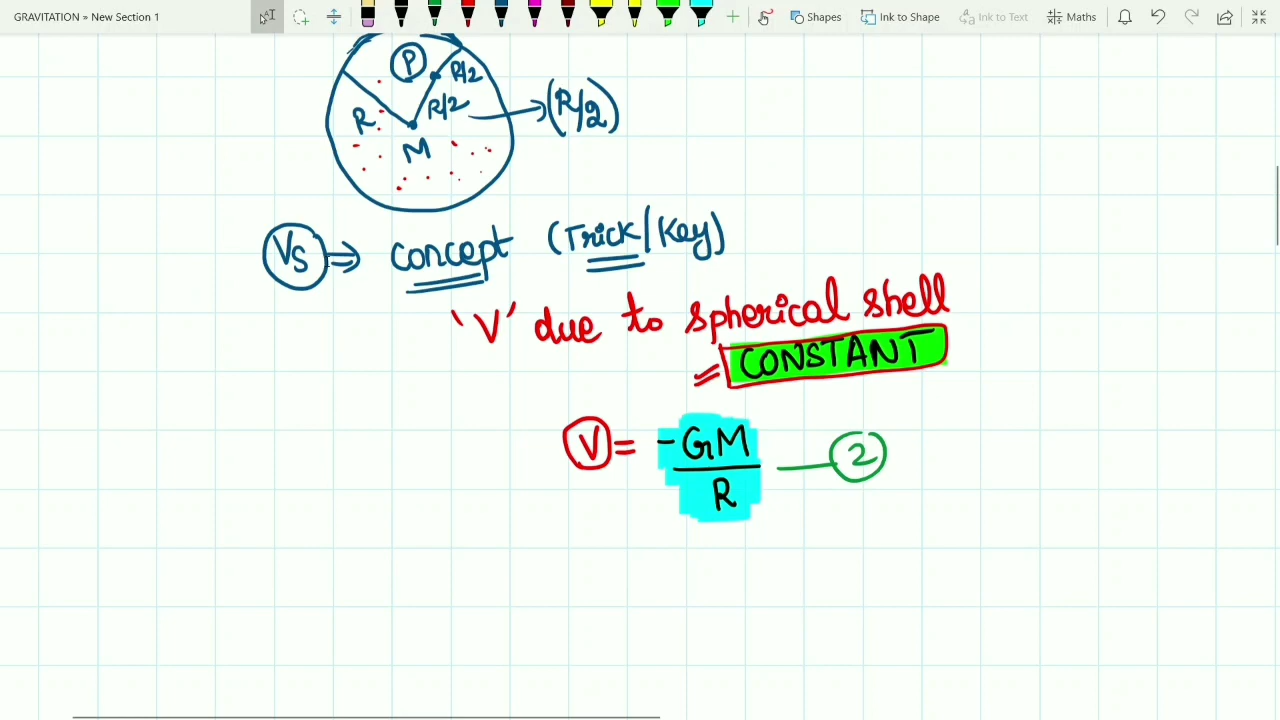 GRAVITATION » New Section 1
Shapes
Ink to Shape
Ink to Text
Maths
P
R/2
R/2
(R/2)
R
M
Vs ⇒ concept (Trick/Key)
'V' due to spherical shell
= CONSTANT
V = -GM/R — 2